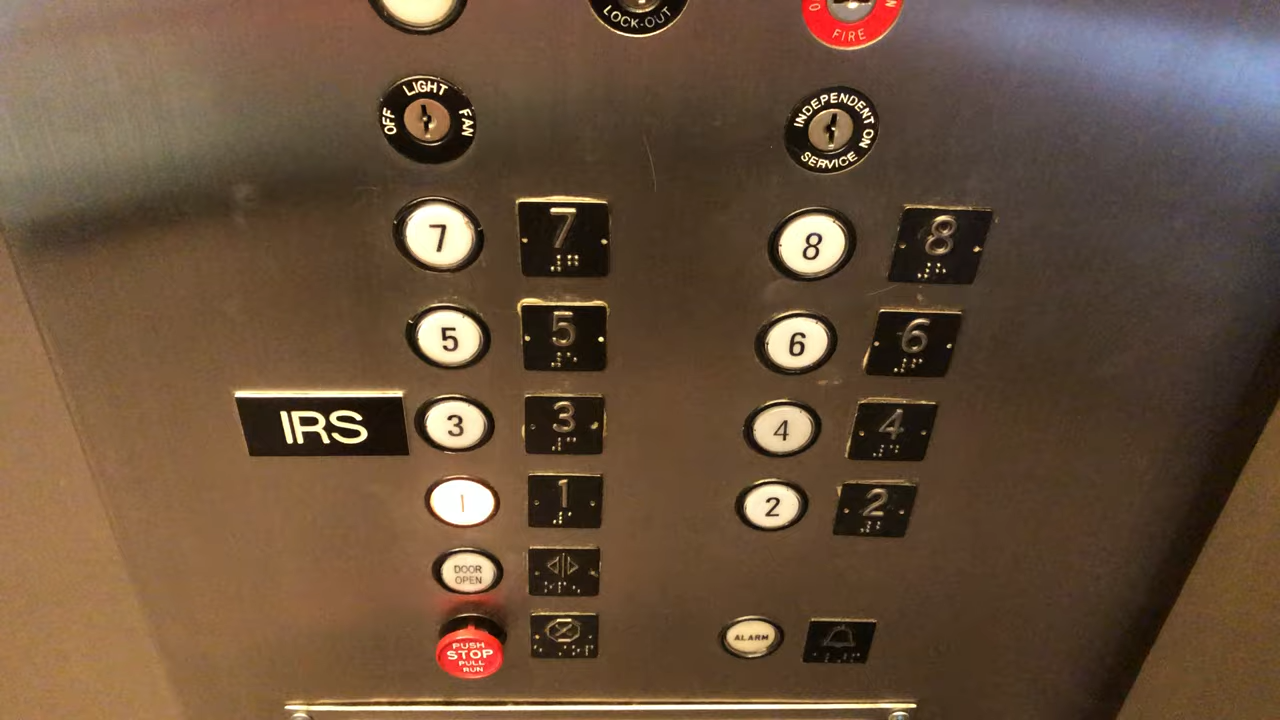 LOCK-OUT
FIRE
OFF LIGHT FAN
INDEPENDENT ON
SERVICE
7 7
8 8
5 5
6 6
IRS
3 3
4 4
1 1
2 2
DOOR
OPEN
PUSH
STOP
PULL
RUN
ALARM